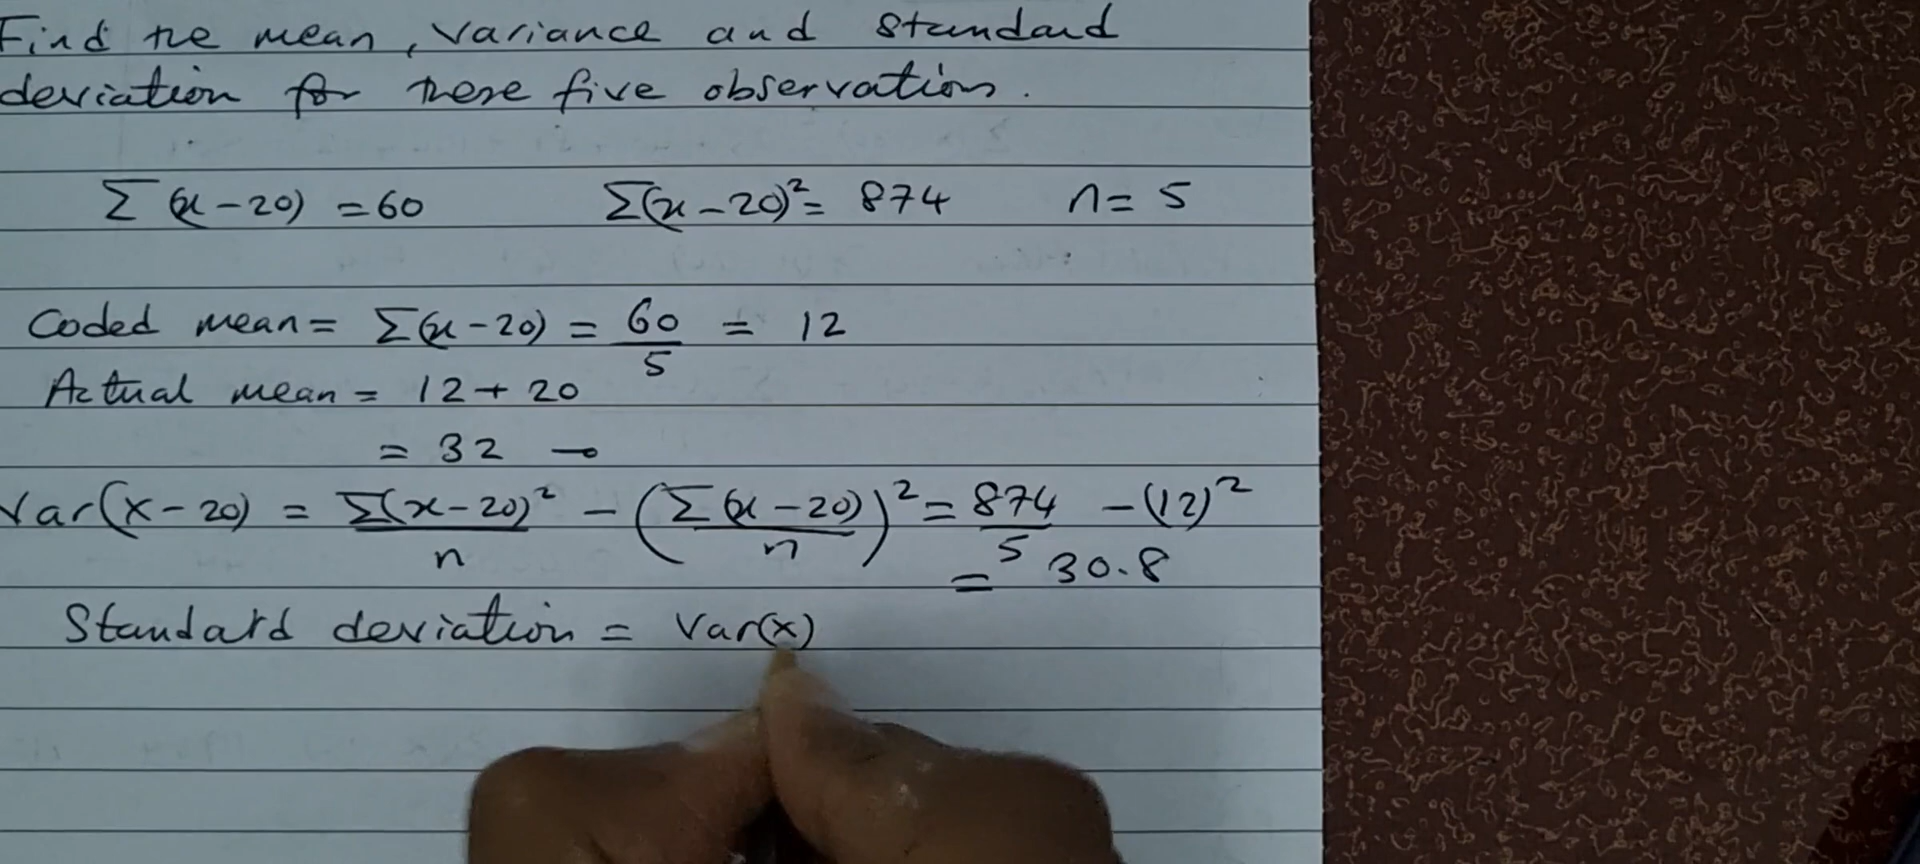 Find the mean, variance and standard
deviation for these five observations.
Σ(x-20) = 60 Σ(x-20)² = 874 n = 5
Coded mean = Σ(x-20) = 60/5 = 12
Actual mean = 12 + 20
= 32
Var(x-20) = Σ(x-20)²/n - (Σ(x-20)/n)² = 874/5 - (12)²
= 30.8
Standard deviation = Var(x)